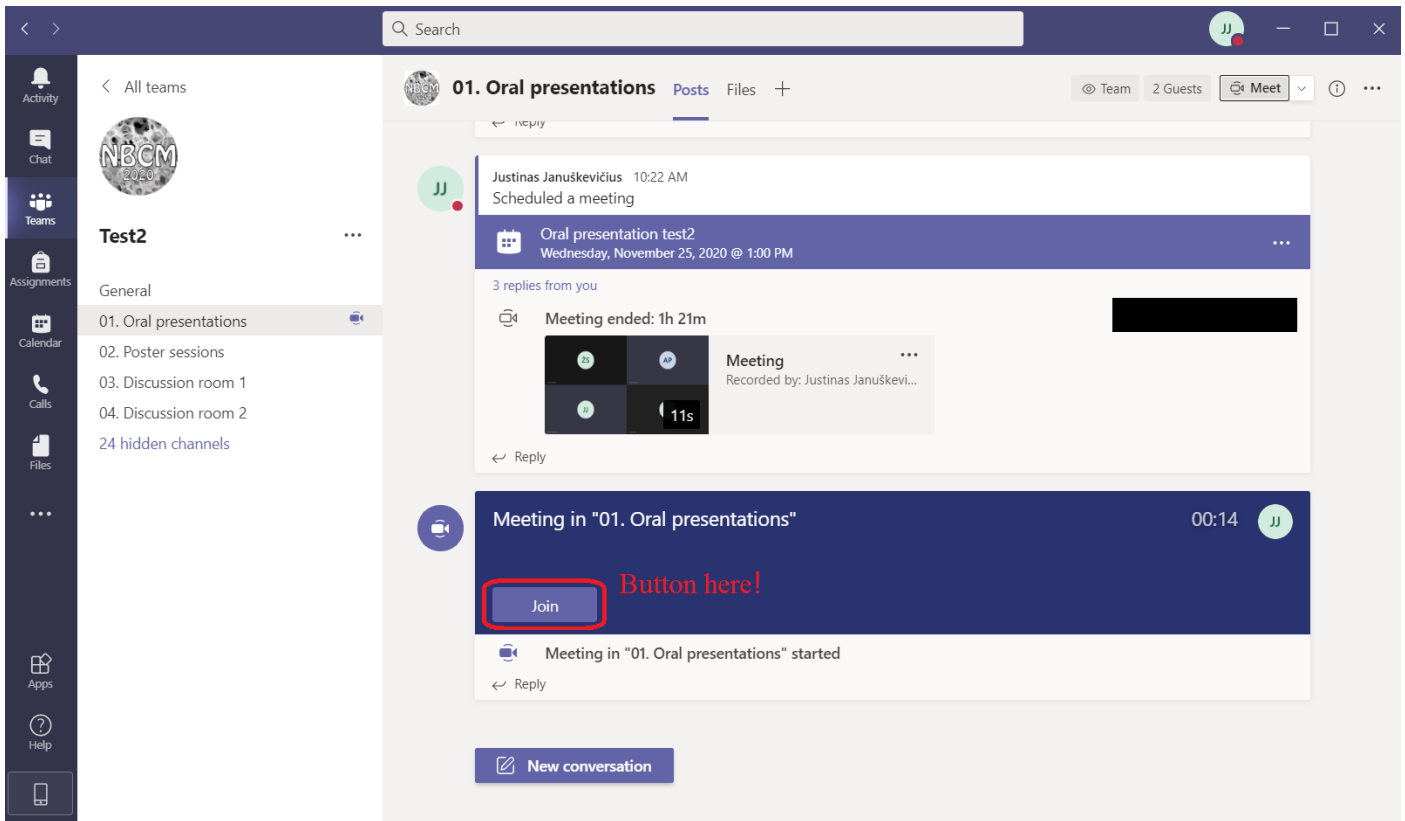 Search
JJ
Activity
Chat
Teams
Assignments
Calendar
Calls
Files
Apps
Help
All teams
NBCM
2020
Test2
General
01. Oral presentations
02. Poster sessions
03. Discussion room 1
04. Discussion room 2
24 hidden channels
NBCM
01. Oral presentations Posts Files
Team 2 Guests Meet
Reply
JJ
Justinas Januškevičius 10:22 AM
Scheduled a meeting
Oral presentation test2
Wednesday, November 25, 2020 @ 1:00 PM
3 replies from you
Meeting ended: 1h 21m
ŽS AP
JJ 11s
Meeting
Recorded by: Justinas Januškevi...
Reply
Meeting in "01. Oral presentations" 00:14 JJ
Button here!
Join
Meeting in "01. Oral presentations" started
Reply
New conversation